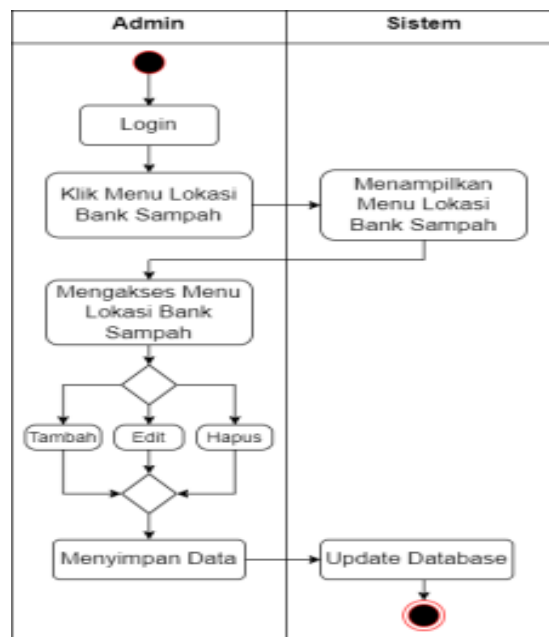 Admin
Sistem
Login
Klik Menu Lokasi
Bank Sampah
Menampilkan
Menu Lokasi
Bank Sampah
Mengakses Menu
Lokasi Bank
Sampah
Tambah
Edit
Hapus
Menyimpan Data
Update Database